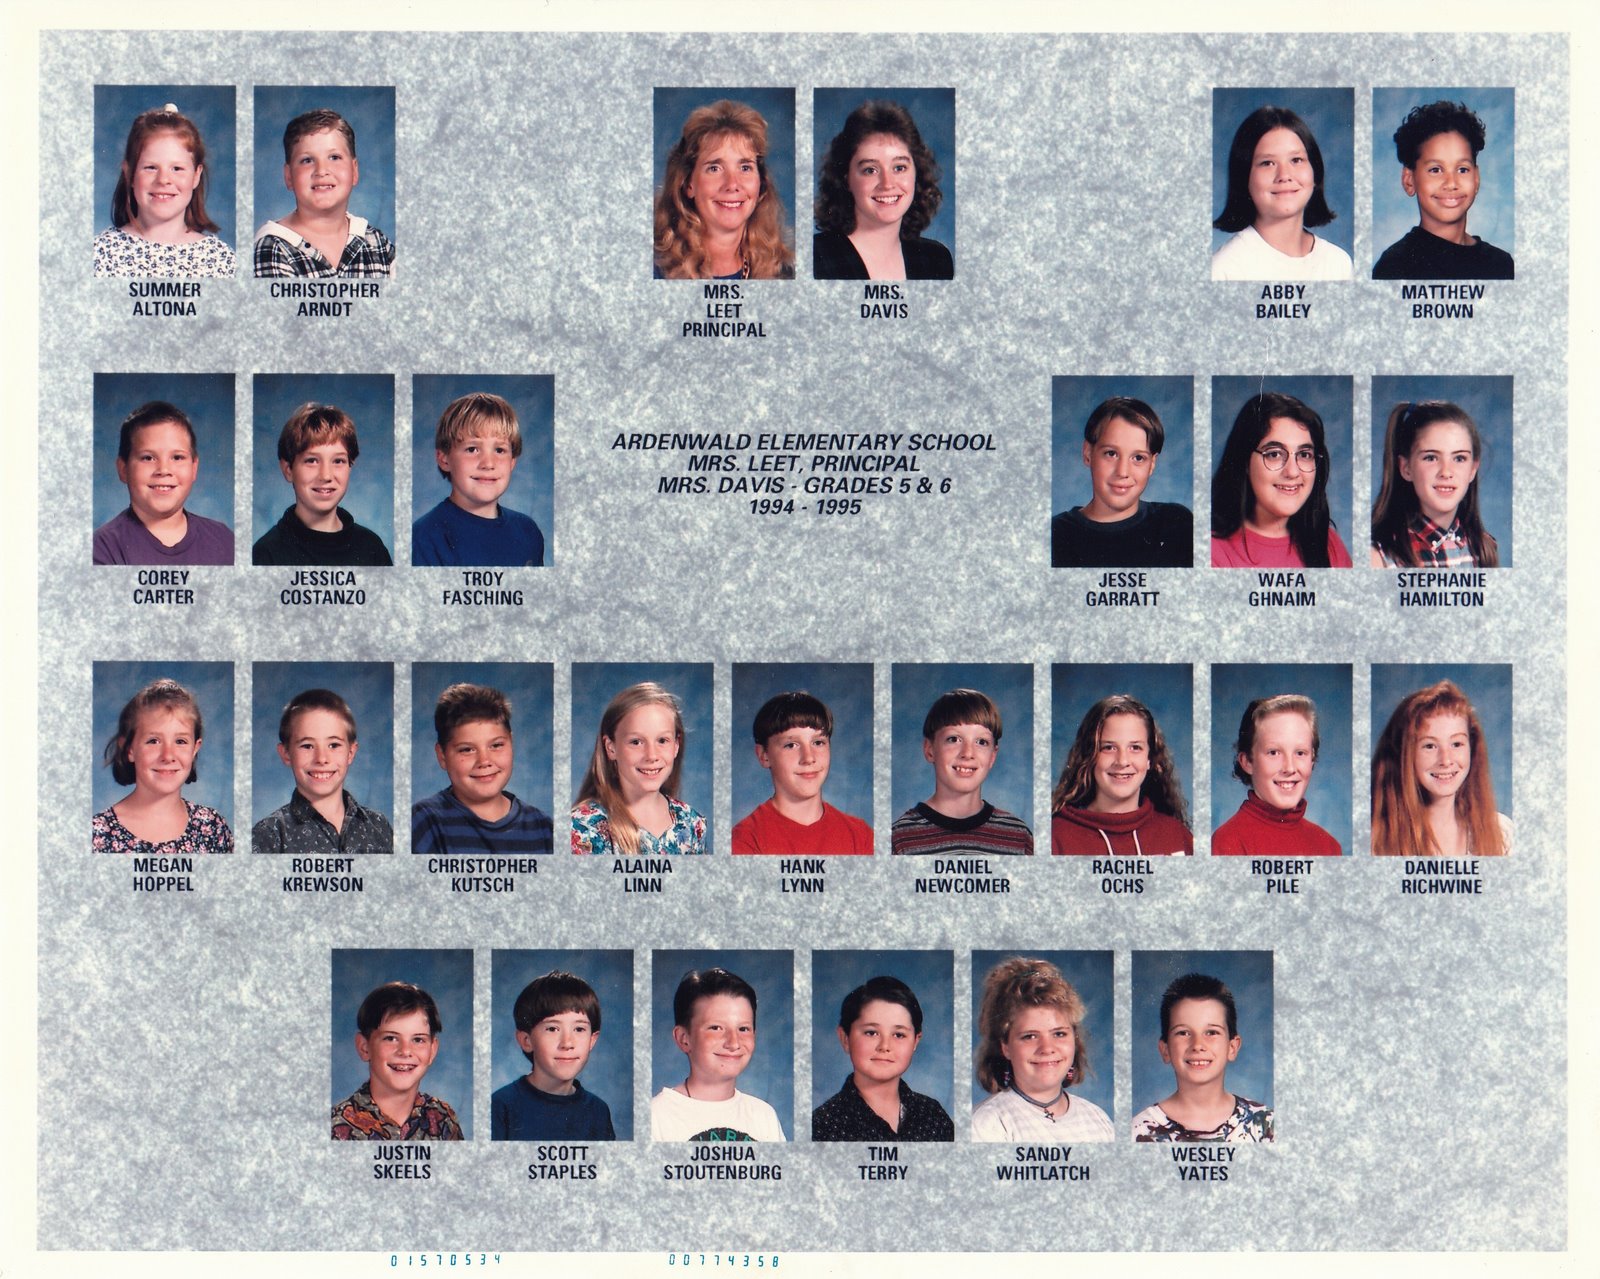 SUMMER
ALTONA
CHRISTOPHER
ARNDT
MRS.
LEET
PRINCIPAL
MRS.
DAVIS
ABBY
BAILEY
MATTHEW
BROWN
COREY
CARTER
JESSICA
COSTANZO
TROY
FASCHING
ARDENWALD ELEMENTARY SCHOOL
MRS. LEET, PRINCIPAL
MRS. DAVIS - GRADES 5 & 6
1994 - 1995
JESSE
GARRATT
WAFA
GHNAIM
STEPHANIE
HAMILTON
MEGAN
HOPPEL
ROBERT
KREWSON
CHRISTOPHER
KUTSCH
ALAINA
LINN
HANK
LYNN
DANIEL
NEWCOMER
RACHEL
OCHS
ROBERT
PILE
DANIELLE
RICHWINE
JUSTIN
SKEELS
SCOTT
STAPLES
JOSHUA
STOUTENBURG
TIM
TERRY
SANDY
WHITLATCH
WESLEY
YATES
01570534
00774358